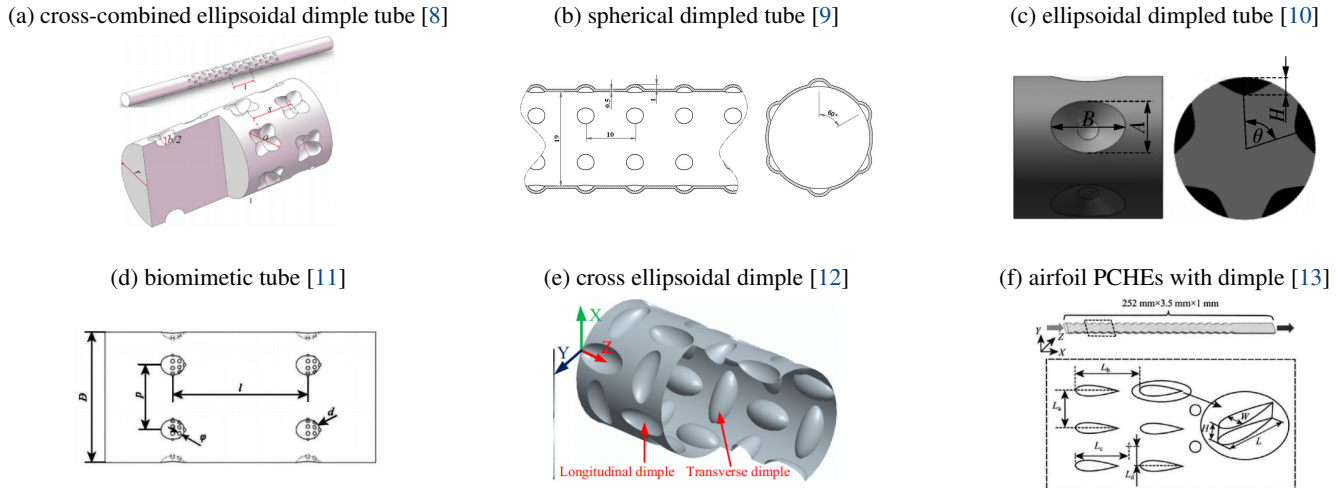 (a) cross-combined ellipsoidal dimple tube [8]
(b) spherical dimpled tube [9]
(c) ellipsoidal dimpled tube [10]
l
s
a
b/2
r
l
0.5
1
19
10
60°
B
A
H
θ
(d) biomimetic tube [11]
(e) cross ellipsoidal dimple [12]
(f) airfoil PCHEs with dimple [13]
D
p
l
d
φ
X
Y
Z
Longitudinal dimple
Transverse dimple
252 mm×3.5 mm×1 mm
Y
Z
X
Lb
La
Lc
Ld
H
W
L